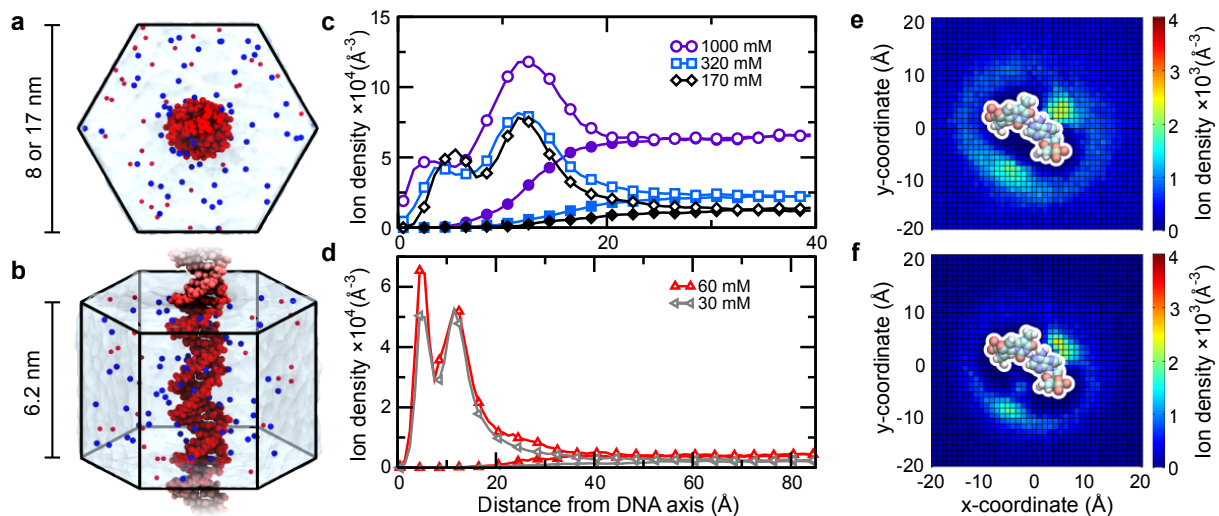 a
8 or 17 nm
b
6.2 nm
c
Ion density ×10⁴(Å⁻³)
15
10
5
0
0
10
20
30
40
1000 mM
320 mM
170 mM
d
Ion density ×10⁴(Å⁻³)
6
4
2
0
0
20
40
60
80
60 mM
30 mM
Distance from DNA axis (Å)
e
y-coordinate (Å)
20
10
0
-10
-20
4
3
2
1
0
Ion density ×10³(Å⁻³)
f
y-coordinate (Å)
20
10
0
-10
-20
-20
-10
0
10
20
x-coordinate (Å)
4
3
2
1
0
Ion density ×10³(Å⁻³)